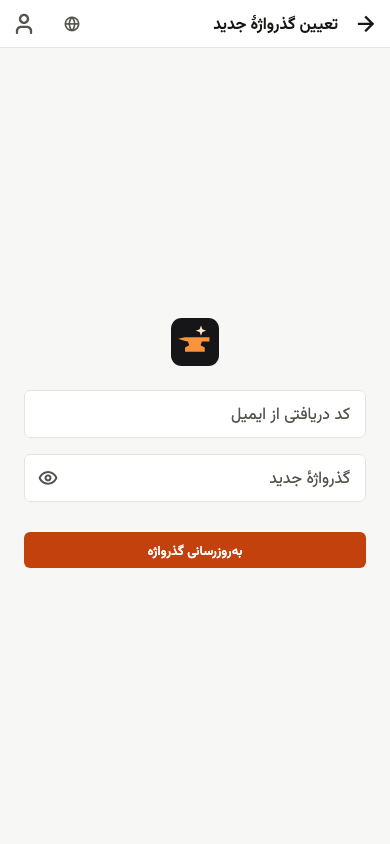 تعیین گذرواژهٔ جدید
کد دریافتی از ایمیل
گذرواژهٔ جدید
به‌روزرسانی گذرواژه